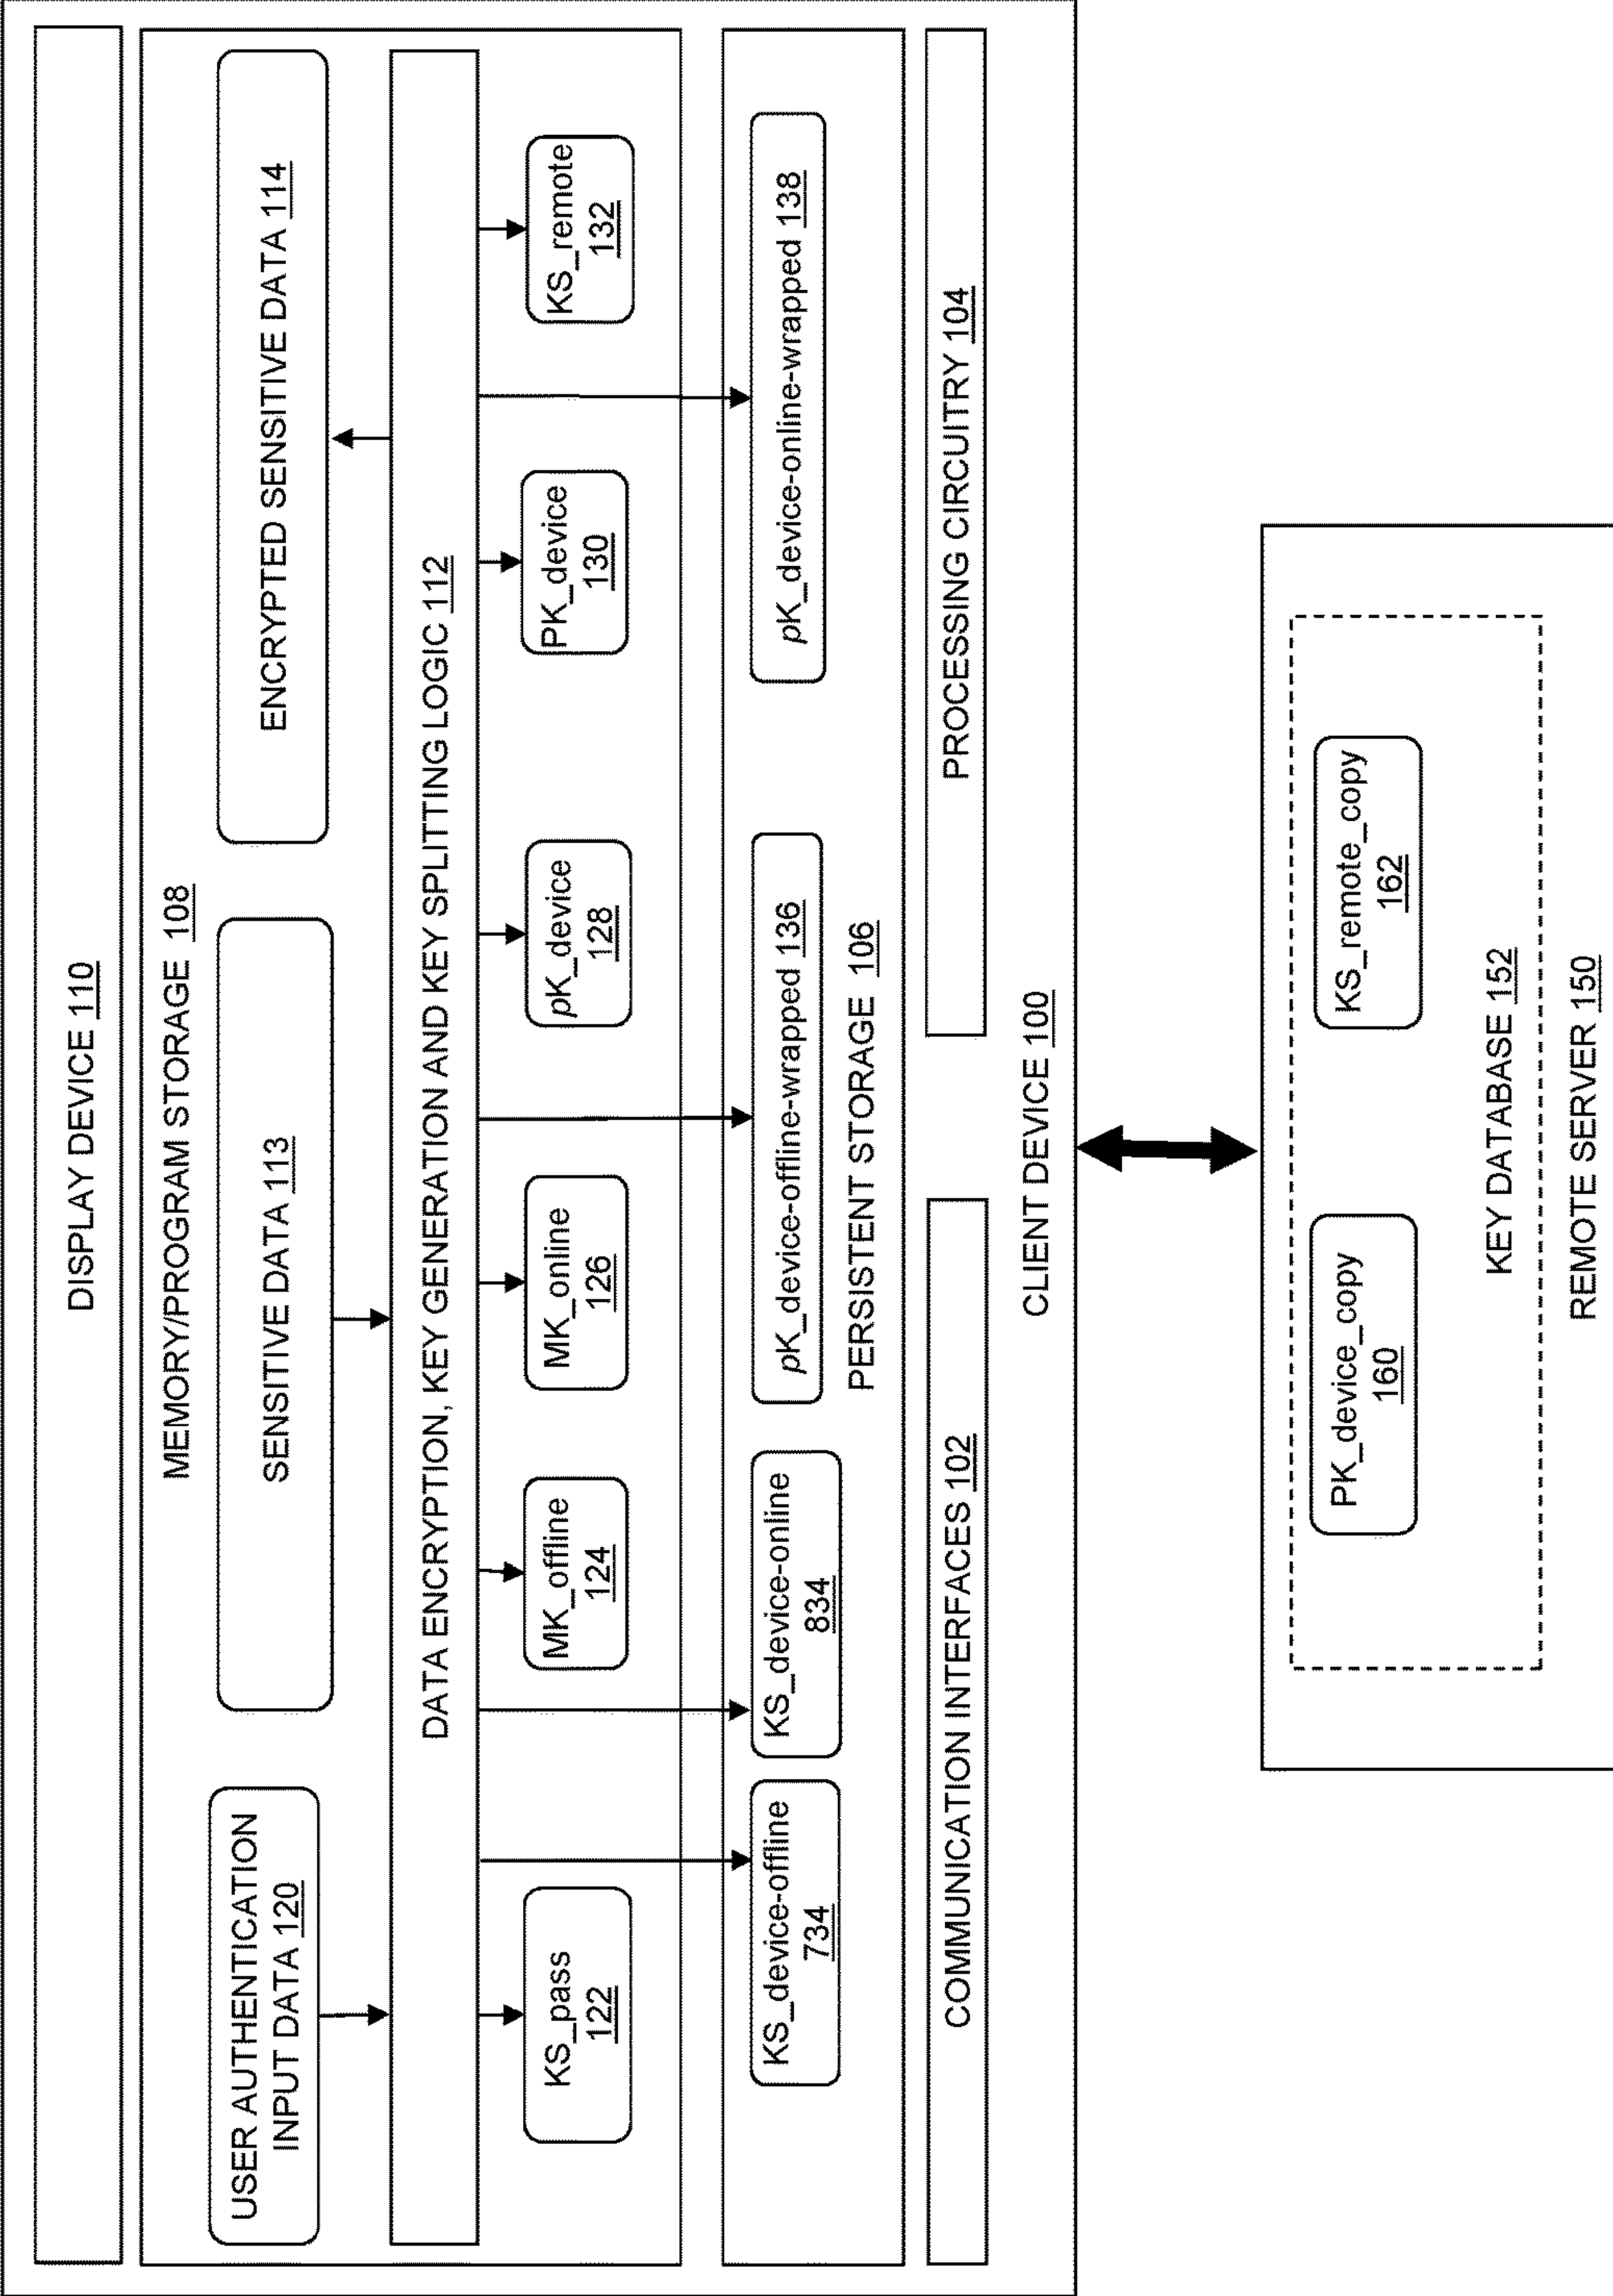 DISPLAY DEVICE 110
MEMORY/PROGRAM STORAGE 108
USER AUTHENTICATION
INPUT DATA 120
SENSITIVE DATA 113
ENCRYPTED SENSITIVE DATA 114
DATA ENCRYPTION, KEY GENERATION AND KEY SPLITTING LOGIC 112
KS_pass
122
MK_offline
124
MK_online
126
pK_device
128
PK_device
130
KS_remote
132
KS_device-offline
734
KS_device-online
834
pK_device-offline-wrapped 136
pK_device-online-wrapped 138
PERSISTENT STORAGE 106
COMMUNICATION INTERFACES 102
PROCESSING CIRCUITRY 104
CLIENT DEVICE 100
PK_device_copy
160
KS_remote_copy
162
KEY DATABASE 152
REMOTE SERVER 150